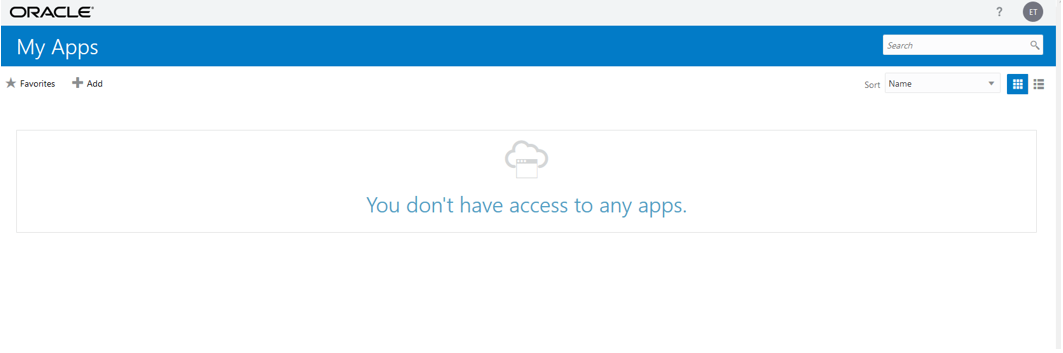 ORACLE®
? ET
My Apps
Search
Favorites Add
Sort Name
You don't have access to any apps.